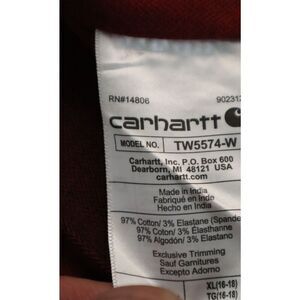 RN#14806
carhartt
MODEL NO. TW5574-W
Carhartt, Inc. P.O. Box 600
Dearborn, MI 48121 USA
carhartt.com
Made in India
Fabriqué en Inde
Hecho en India
97% Cotton/ 3% Elastane
97% Coton/ 3% Élasthanne
97% Algodón/ 3% Elastano
Exclusive Trimming
Sauf Garnitures
Excepto Adorno
XL(16-18)
TG(16-18)